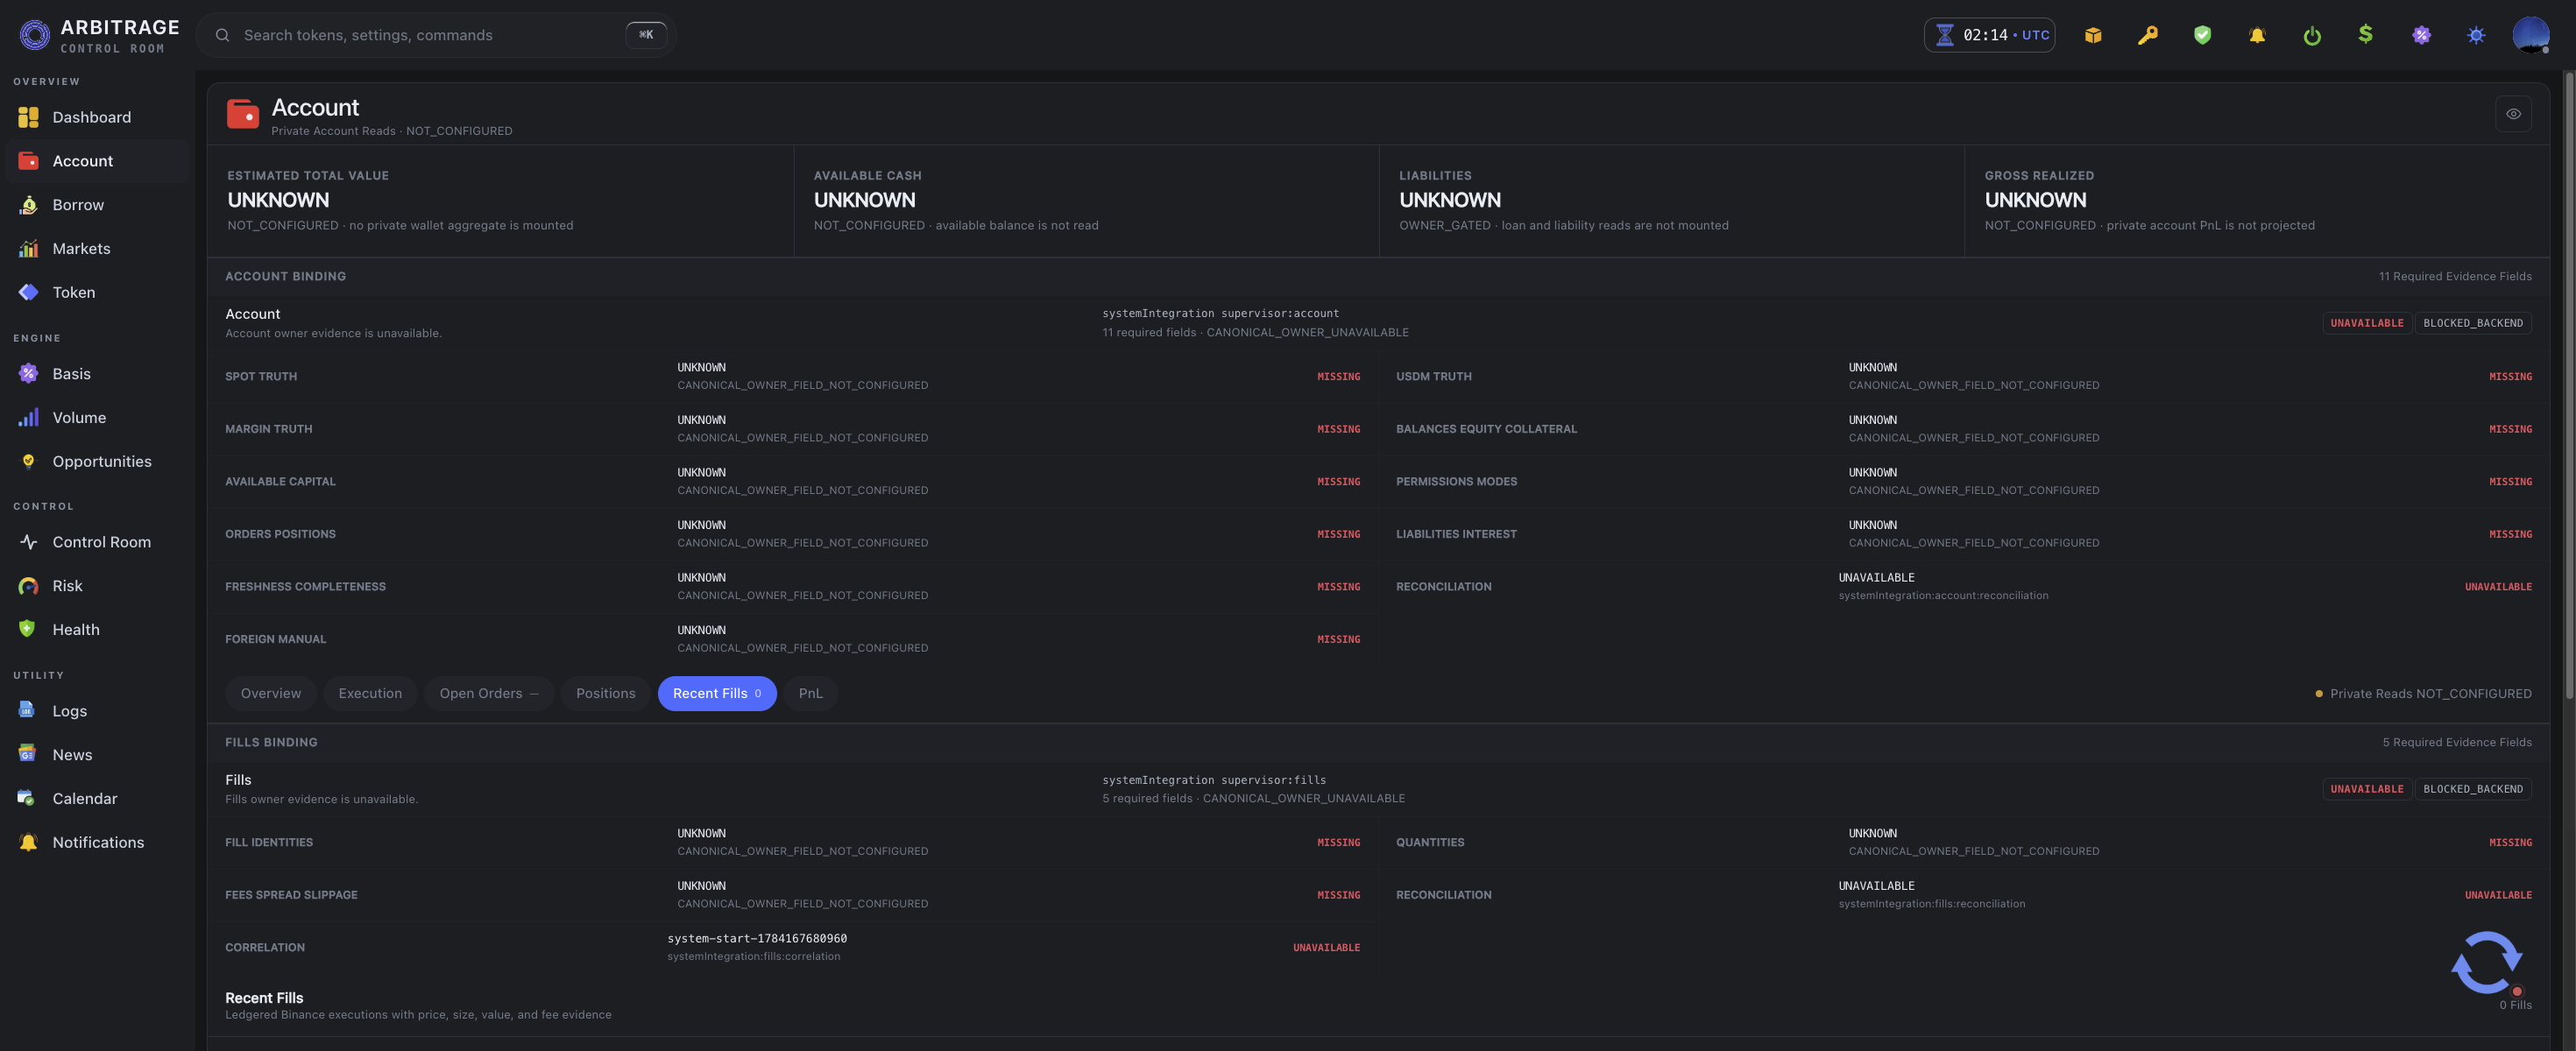 ARBITRAGE
CONTROL ROOM
Search tokens, settings, commands
⌘K
02:14 • UTC
OVERVIEW
Dashboard
Account
Borrow
Markets
Token
ENGINE
Basis
Volume
Opportunities
CONTROL
Control Room
Risk
Health
UTILITY
Logs
News
Calendar
Notifications
Account
Private Account Reads · NOT_CONFIGURED
ESTIMATED TOTAL VALUE
UNKNOWN
NOT_CONFIGURED · no private wallet aggregate is mounted
AVAILABLE CASH
UNKNOWN
NOT_CONFIGURED · available balance is not read
LIABILITIES
UNKNOWN
OWNER_GATED · loan and liability reads are not mounted
GROSS REALIZED
UNKNOWN
NOT_CONFIGURED · private account PnL is not projected
ACCOUNT BINDING
11 Required Evidence Fields
Account
Account owner evidence is unavailable.
systemIntegration supervisor:account
11 required fields · CANONICAL_OWNER_UNAVAILABLE
UNAVAILABLE
BLOCKED_BACKEND
SPOT TRUTH
UNKNOWN
CANONICAL_OWNER_FIELD_NOT_CONFIGURED
MISSING
USDM TRUTH
UNKNOWN
CANONICAL_OWNER_FIELD_NOT_CONFIGURED
MISSING
MARGIN TRUTH
UNKNOWN
CANONICAL_OWNER_FIELD_NOT_CONFIGURED
MISSING
BALANCES EQUITY COLLATERAL
UNKNOWN
CANONICAL_OWNER_FIELD_NOT_CONFIGURED
MISSING
AVAILABLE CAPITAL
UNKNOWN
CANONICAL_OWNER_FIELD_NOT_CONFIGURED
MISSING
PERMISSIONS MODES
UNKNOWN
CANONICAL_OWNER_FIELD_NOT_CONFIGURED
MISSING
ORDERS POSITIONS
UNKNOWN
CANONICAL_OWNER_FIELD_NOT_CONFIGURED
MISSING
LIABILITIES INTEREST
UNKNOWN
CANONICAL_OWNER_FIELD_NOT_CONFIGURED
MISSING
FRESHNESS COMPLETENESS
UNKNOWN
CANONICAL_OWNER_FIELD_NOT_CONFIGURED
MISSING
RECONCILIATION
UNAVAILABLE
systemIntegration:account:reconciliation
UNAVAILABLE
FOREIGN MANUAL
UNKNOWN
CANONICAL_OWNER_FIELD_NOT_CONFIGURED
MISSING
Overview
Execution
Open Orders —
Positions
Recent Fills 0
PnL
Private Reads NOT_CONFIGURED
FILLS BINDING
5 Required Evidence Fields
Fills
Fills owner evidence is unavailable.
systemIntegration supervisor:fills
5 required fields · CANONICAL_OWNER_UNAVAILABLE
UNAVAILABLE
BLOCKED_BACKEND
FILL IDENTITIES
UNKNOWN
CANONICAL_OWNER_FIELD_NOT_CONFIGURED
MISSING
QUANTITIES
UNKNOWN
CANONICAL_OWNER_FIELD_NOT_CONFIGURED
MISSING
FEES SPREAD SLIPPAGE
UNKNOWN
CANONICAL_OWNER_FIELD_NOT_CONFIGURED
MISSING
RECONCILIATION
UNAVAILABLE
systemIntegration:fills:reconciliation
UNAVAILABLE
CORRELATION
system-start-1784167680960
systemIntegration:fills:correlation
UNAVAILABLE
Recent Fills
Ledgered Binance executions with price, size, value, and fee evidence
0 Fills